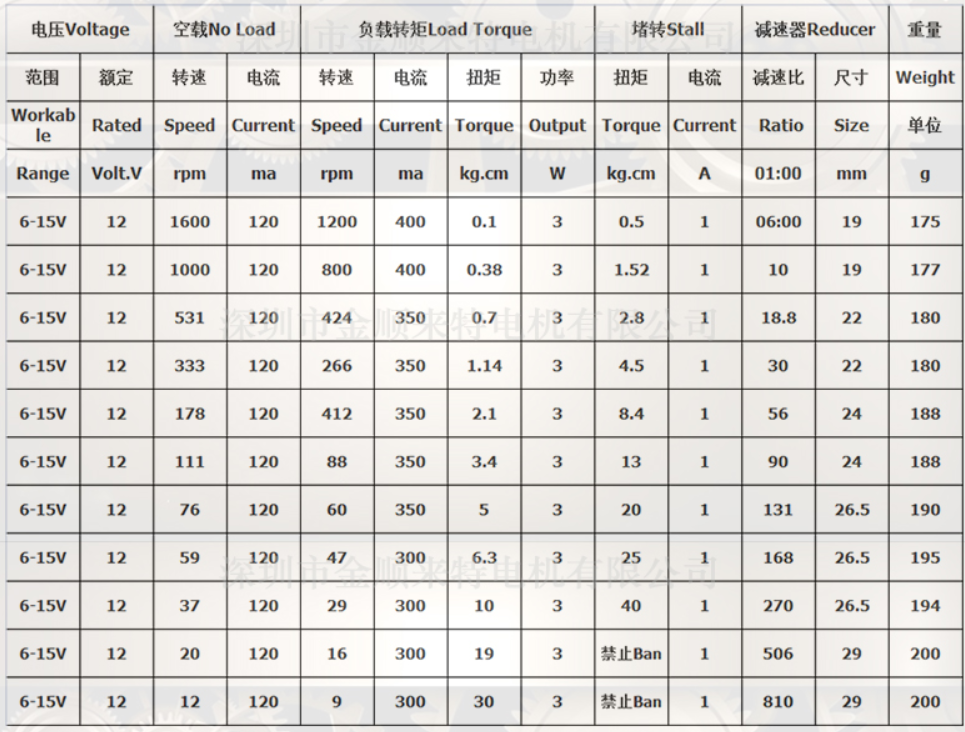 电压Voltage 空载No Load 负载转矩Load Torque 堵转Stall 减速器Reducer 重量
范围 额定 转速 电流 转速 电流 扭矩 功率 扭矩 电流 减速比 尺寸 Weight
Workab
le Rated Speed Current Speed Current Torque Output Torque Current Ratio Size 单位
Range Volt.V rpm ma rpm ma kg.cm W kg.cm A 01:00 mm g
6-15V 12 1600 120 1200 400 0.1 3 0.5 1 06:00 19 175
6-15V 12 1000 120 800 400 0.38 3 1.52 1 10 19 177
6-15V 12 531 120 424 350 0.7 3 2.8 1 18.8 22 180
6-15V 12 333 120 266 350 1.14 3 4.5 1 30 22 180
6-15V 12 178 120 412 350 2.1 3 8.4 1 56 24 188
6-15V 12 111 120 88 350 3.4 3 13 1 90 24 188
6-15V 12 76 120 60 350 5 3 20 1 131 26.5 190
6-15V 12 59 120 47 300 6.3 3 25 1 168 26.5 195
6-15V 12 37 120 29 300 10 3 40 1 270 26.5 194
6-15V 12 20 120 16 300 19 3 禁止Ban 1 506 29 200
6-15V 12 12 120 9 300 30 3 禁止Ban 1 810 29 200
深圳市金顺来特电机有限公司
深圳市金顺来特电机有限公司
深圳市金顺来特电机有限公司